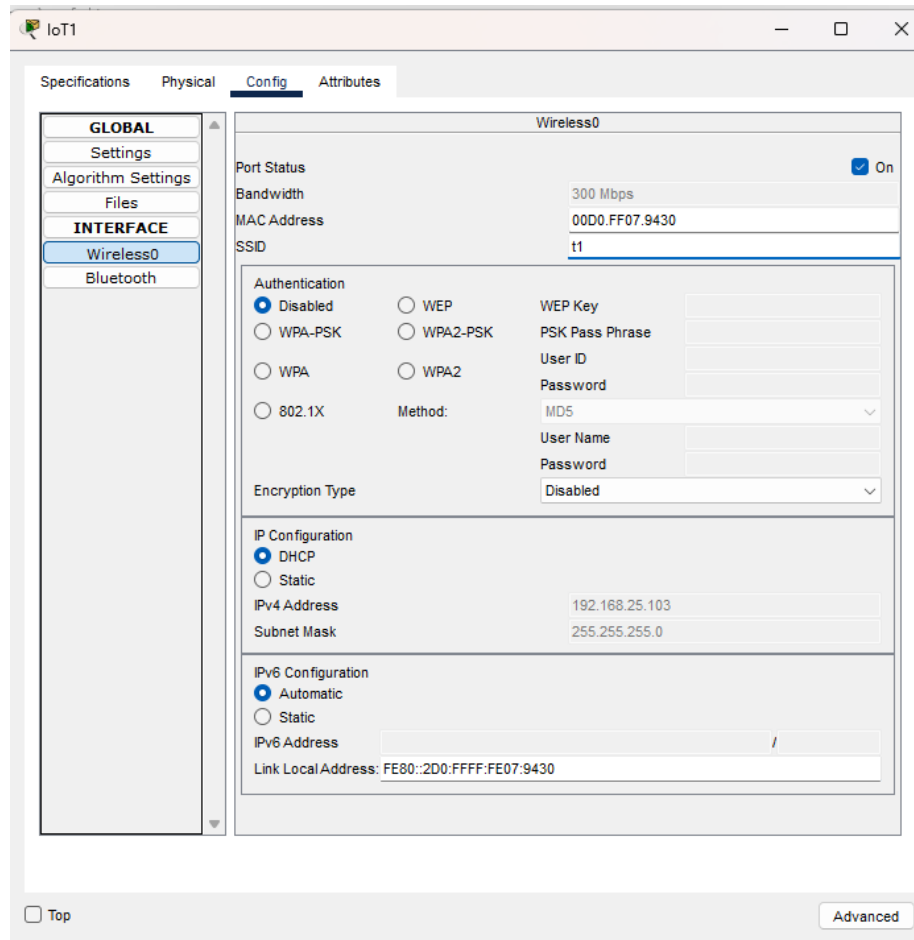 IoT1
Specifications Physical Config Attributes
GLOBAL
Settings
Algorithm Settings
Files
INTERFACE
Wireless0
Bluetooth
Wireless0
Port Status On
Bandwidth 300 Mbps
MAC Address 00D0.FF07.9430
SSID t1
Authentication
Disabled WEP WEP Key
WPA-PSK WPA2-PSK PSK Pass Phrase
User ID
WPA WPA2
Password
802.1X Method: MD5
User Name
Password
Encryption Type Disabled
IP Configuration
DHCP
Static
IPv4 Address 192.168.25.103
Subnet Mask 255.255.255.0
IPv6 Configuration
Automatic
Static
IPv6 Address /
Link Local Address: FE80::2D0:FFFF:FE07:9430
Top Advanced